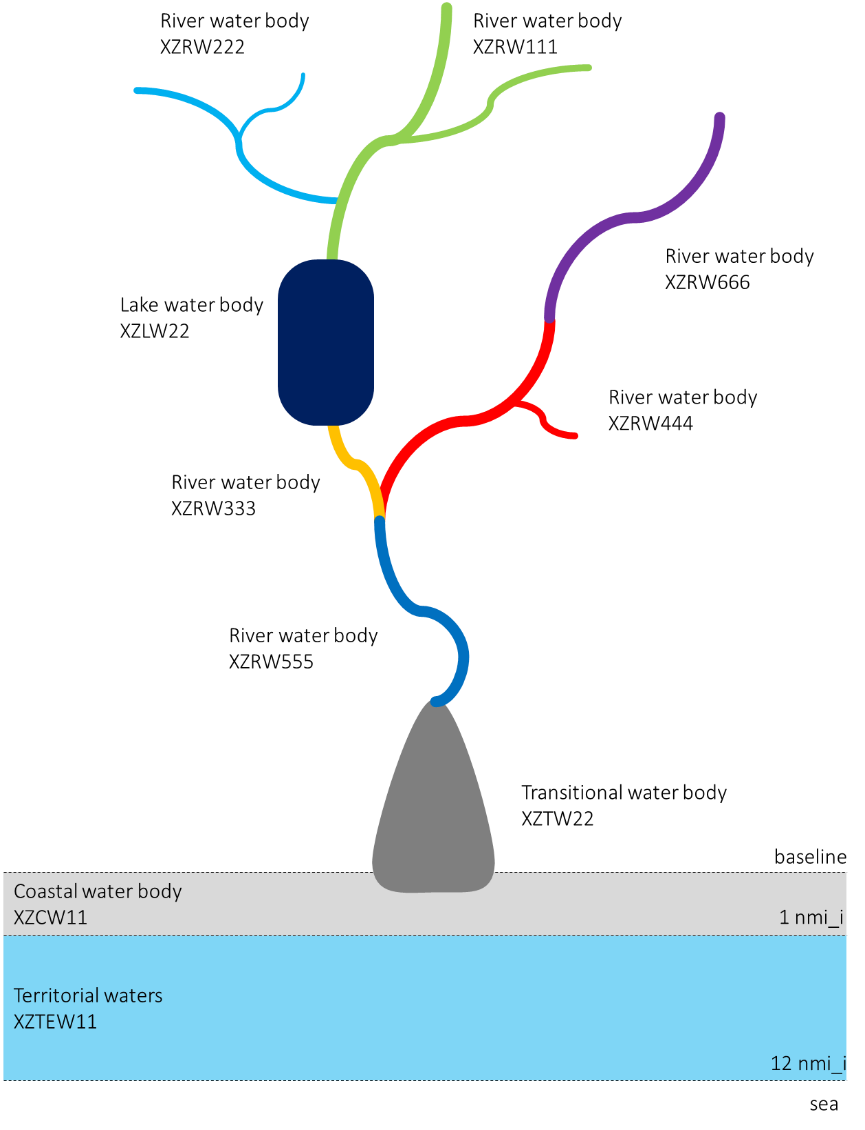 River water body
XZRW222
River water body
XZRW111
River water body
XZRW666
Lake water body
XZLW22
River water body
XZRW444
River water body
XZRW333
River water body
XZRW555
Transitional water body
XZTW22
baseline
Coastal water body
XZCW11
1 nmi_i
Territorial waters
XZTEW11
12 nmi_i
sea